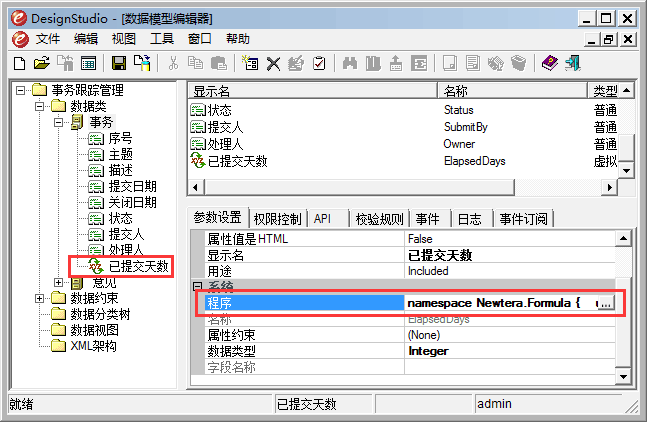 DesignStudio - [数据模型编辑器]
文件 编辑 视图 工具 窗口 帮助
事务跟踪管理
数据类
事务
序号
主题
描述
提交日期
关闭日期
状态
提交人
处理人
已提交天数
意见
数据约束
数据分类树
数据视图
XML架构
显示名 名称 类型
状态 Status 普通
提交人 SubmitBy 普通
处理人 Owner 普通
已提交天数 ElapsedDays 虚拟
参数设置 权限控制 API 校验规则 事件 日志 事件订阅
属性值是HTML False
显示名 已提交天数
用途 Included
系统
程序 namespace Newtera.Formula { u ...
名称 ElapsedDays
属性约束 (None)
数据类型 Integer
字段名称
就绪 已提交天数 admin